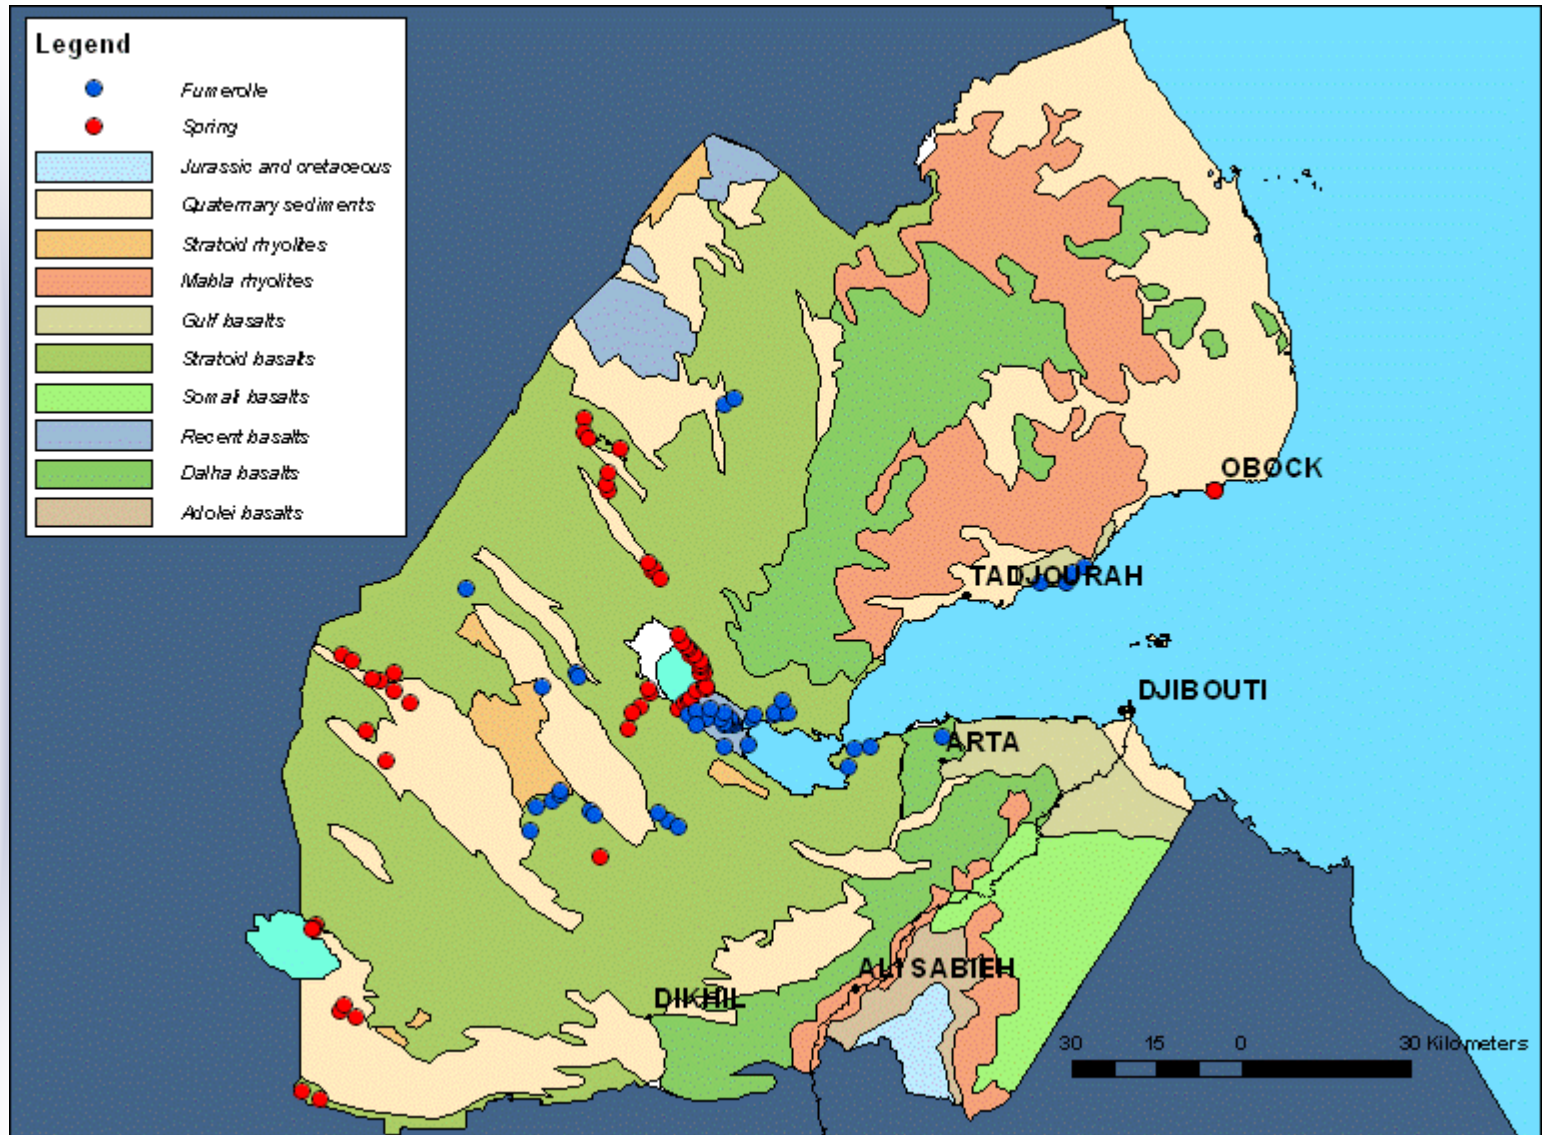 Legend
Fumerolle
Spring
Jurassic and cretaceous
Quaternary sediments
Stratoid rhyolites
Mabla rhyolites
Gulf basalts
Stratoid basalts
Somali basalts
Recent basalts
Dalha basalts
Adolei basalts
OBOCK
TADJOURAH
DJIBOUTI
ARTA
ALI SABIEH
DIKHIL
30 15 0 30 Kilometers